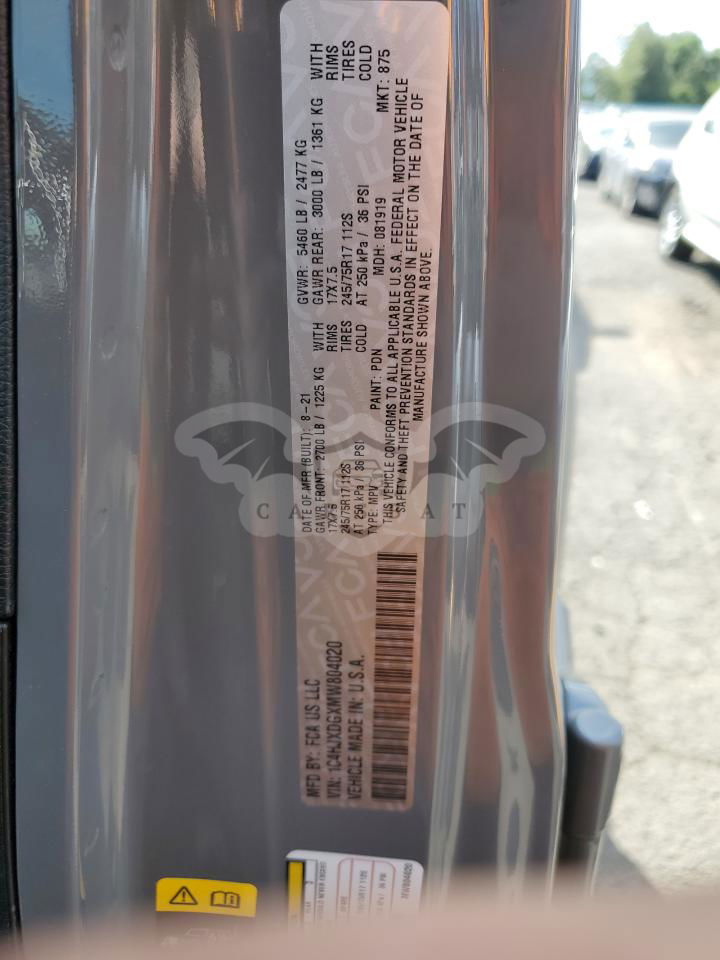 MFD BY: FCA US LLC
VIN: 1C4HJXDGXMW804020
VEHICLE MADE IN: U.S.A.
DATE OF MFR (BUILT): 8-21 GVWR: 5460 LB / 2477 KG
GAWR FRONT: 2700 LB / 1225 KG WITH GAWR REAR: 3000 LB / 1361 KG WITH
17X7.5 RIMS 17X7.5 RIMS
245/75R17 112S TIRES 245/75R17 112S TIRES
AT 250 kPa / 36 PSI COLD AT 250 kPa / 36 PSI COLD
TYPE: MPV PAINT: PDN MDH: 081919 MKT: 875
THIS VEHICLE CONFORMS TO ALL APPLICABLE U.S.A. FEDERAL MOTOR VEHICLE
SAFETY AND THEFT PREVENTION STANDARDS IN EFFECT ON THE DATE OF
MANUFACTURE SHOWN ABOVE.
MW804020